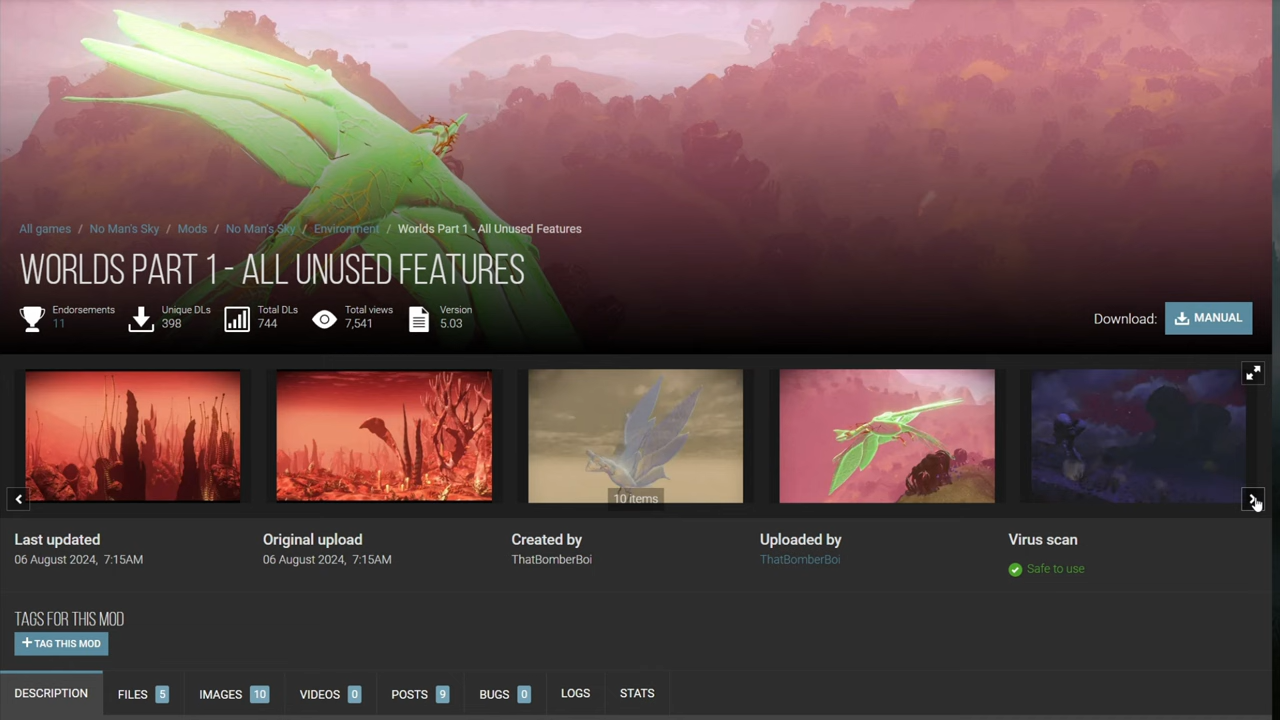 All games / No Man's Sky / Mods / No Man's Sky / Environment / Worlds Part 1 - All Unused Features
WORLDS PART 1 - ALL UNUSED FEATURES
Endorsements
11
Unique DLs
398
Total DLs
744
Total views
7,541
Version
5.03
Download:
MANUAL
10 items
Last updated
06 August 2024, 7:15AM
Original upload
06 August 2024, 7:15AM
Created by
ThatBomberBoi
Uploaded by
ThatBomberBoi
Virus scan
Safe to use
TAGS FOR THIS MOD
+ TAG THIS MOD
DESCRIPTION
FILES 5
IMAGES 10
VIDEOS 0
POSTS 9
BUGS 0
LOGS
STATS